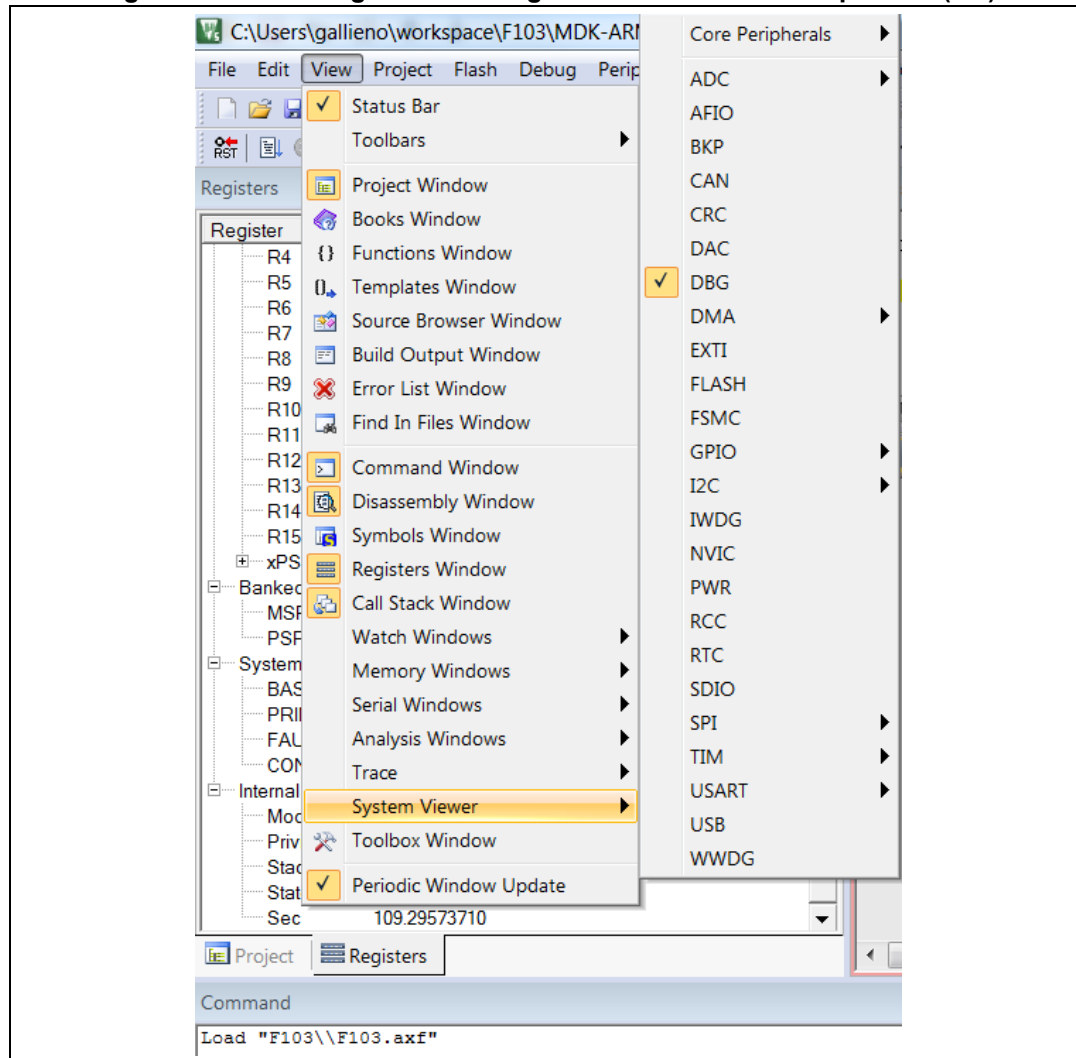 C:\Users\gallieno\workspace\F103\MDK-ARM
File Edit View Project Flash Debug
RST
Registers
Register
R4
R5
R6
R7
R8
R9
R10
R11
R12
R13
R14
R15
xPS
Banked
MSP
PSP
System
BAS
PRI
FAU
CON
Internal
Mod
Priv
Stac
Stat
Sec 109.29573710
Status Bar
Toolbars
Project Window
Books Window
Functions Window
Templates Window
Source Browser Window
Build Output Window
Error List Window
Find In Files Window
Command Window
Disassembly Window
Symbols Window
Registers Window
Call Stack Window
Watch Windows
Memory Windows
Serial Windows
Analysis Windows
Trace
System Viewer
Toolbox Window
Periodic Window Update
Core Peripherals
ADC
AFIO
BKP
CAN
CRC
DAC
DBG
DMA
EXTI
FLASH
FSMC
GPIO
I2C
IWDG
NVIC
PWR
RCC
RTC
SDIO
SPI
TIM
USART
USB
WWDG
Project Registers
Command
Load "F103\\F103.axf"